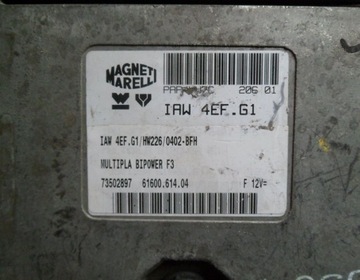 MAGNETI
MARELLI
206 01
IAW 4EF.G1
IAW 4EF.G1/HW226/0402-BFH
MULTIPLA BIPOWER F3
73502897 61600.614.04 F 12V=